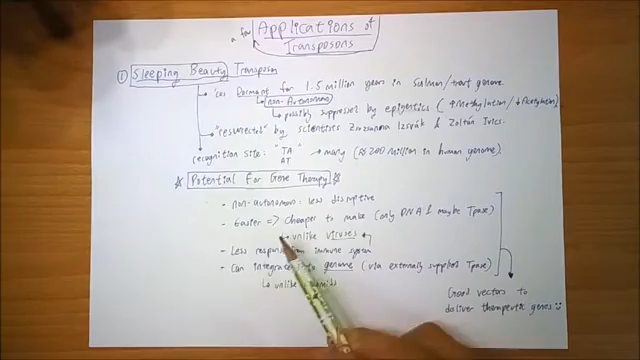 a few
Applications of
Transposons
① Sleeping Beauty Transposon
'cos Dormant for 1.5 million years in Salmon/trout genome.
non-Autonomous
possibly suppressed by epigentics (↑Methylation/↓Acetylation)
"resurrected" by scientists Zsuzsanna Izsvák & Zoltán Ivics.
recognition site: "TA → many (≈ 200 million in human genome)
AT
☆ Potential For Gene Therapy ☆
- non-autonomous: less disruptive
- Easier => cheaper to make (only DNA & maybe Tpase)
unlike viruses
- Less response immune system
- Can integrate into genome (via externally supplied Tpase)
unlike
Good vectors to
deliver therapeutic genes ☺